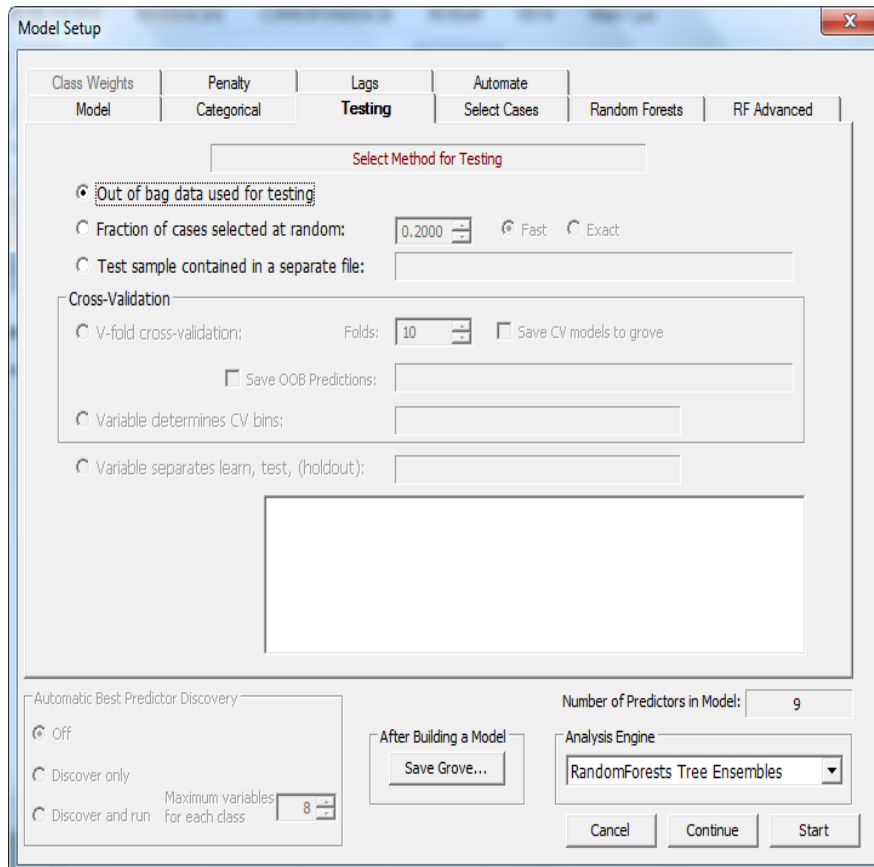 Model Setup
Class Weights Penalty Lags Automate
Model Categorical Testing Select Cases Random Forests RF Advanced
Select Method for Testing
Out of bag data used for testing
Fraction of cases selected at random: 0.2000 Fast Exact
Test sample contained in a separate file:
Cross-Validation
V-fold cross-validation: Folds: 10 Save CV models to grove
Save OOB Predictions:
Variable determines CV bins:
Variable separates learn, test, (holdout):
Automatic Best Predictor Discovery
Off
Discover only
Discover and run Maximum variables for each class 8
Number of Predictors in Model: 9
After Building a Model
Save Grove...
Analysis Engine
RandomForests Tree Ensembles
Cancel Continue Start